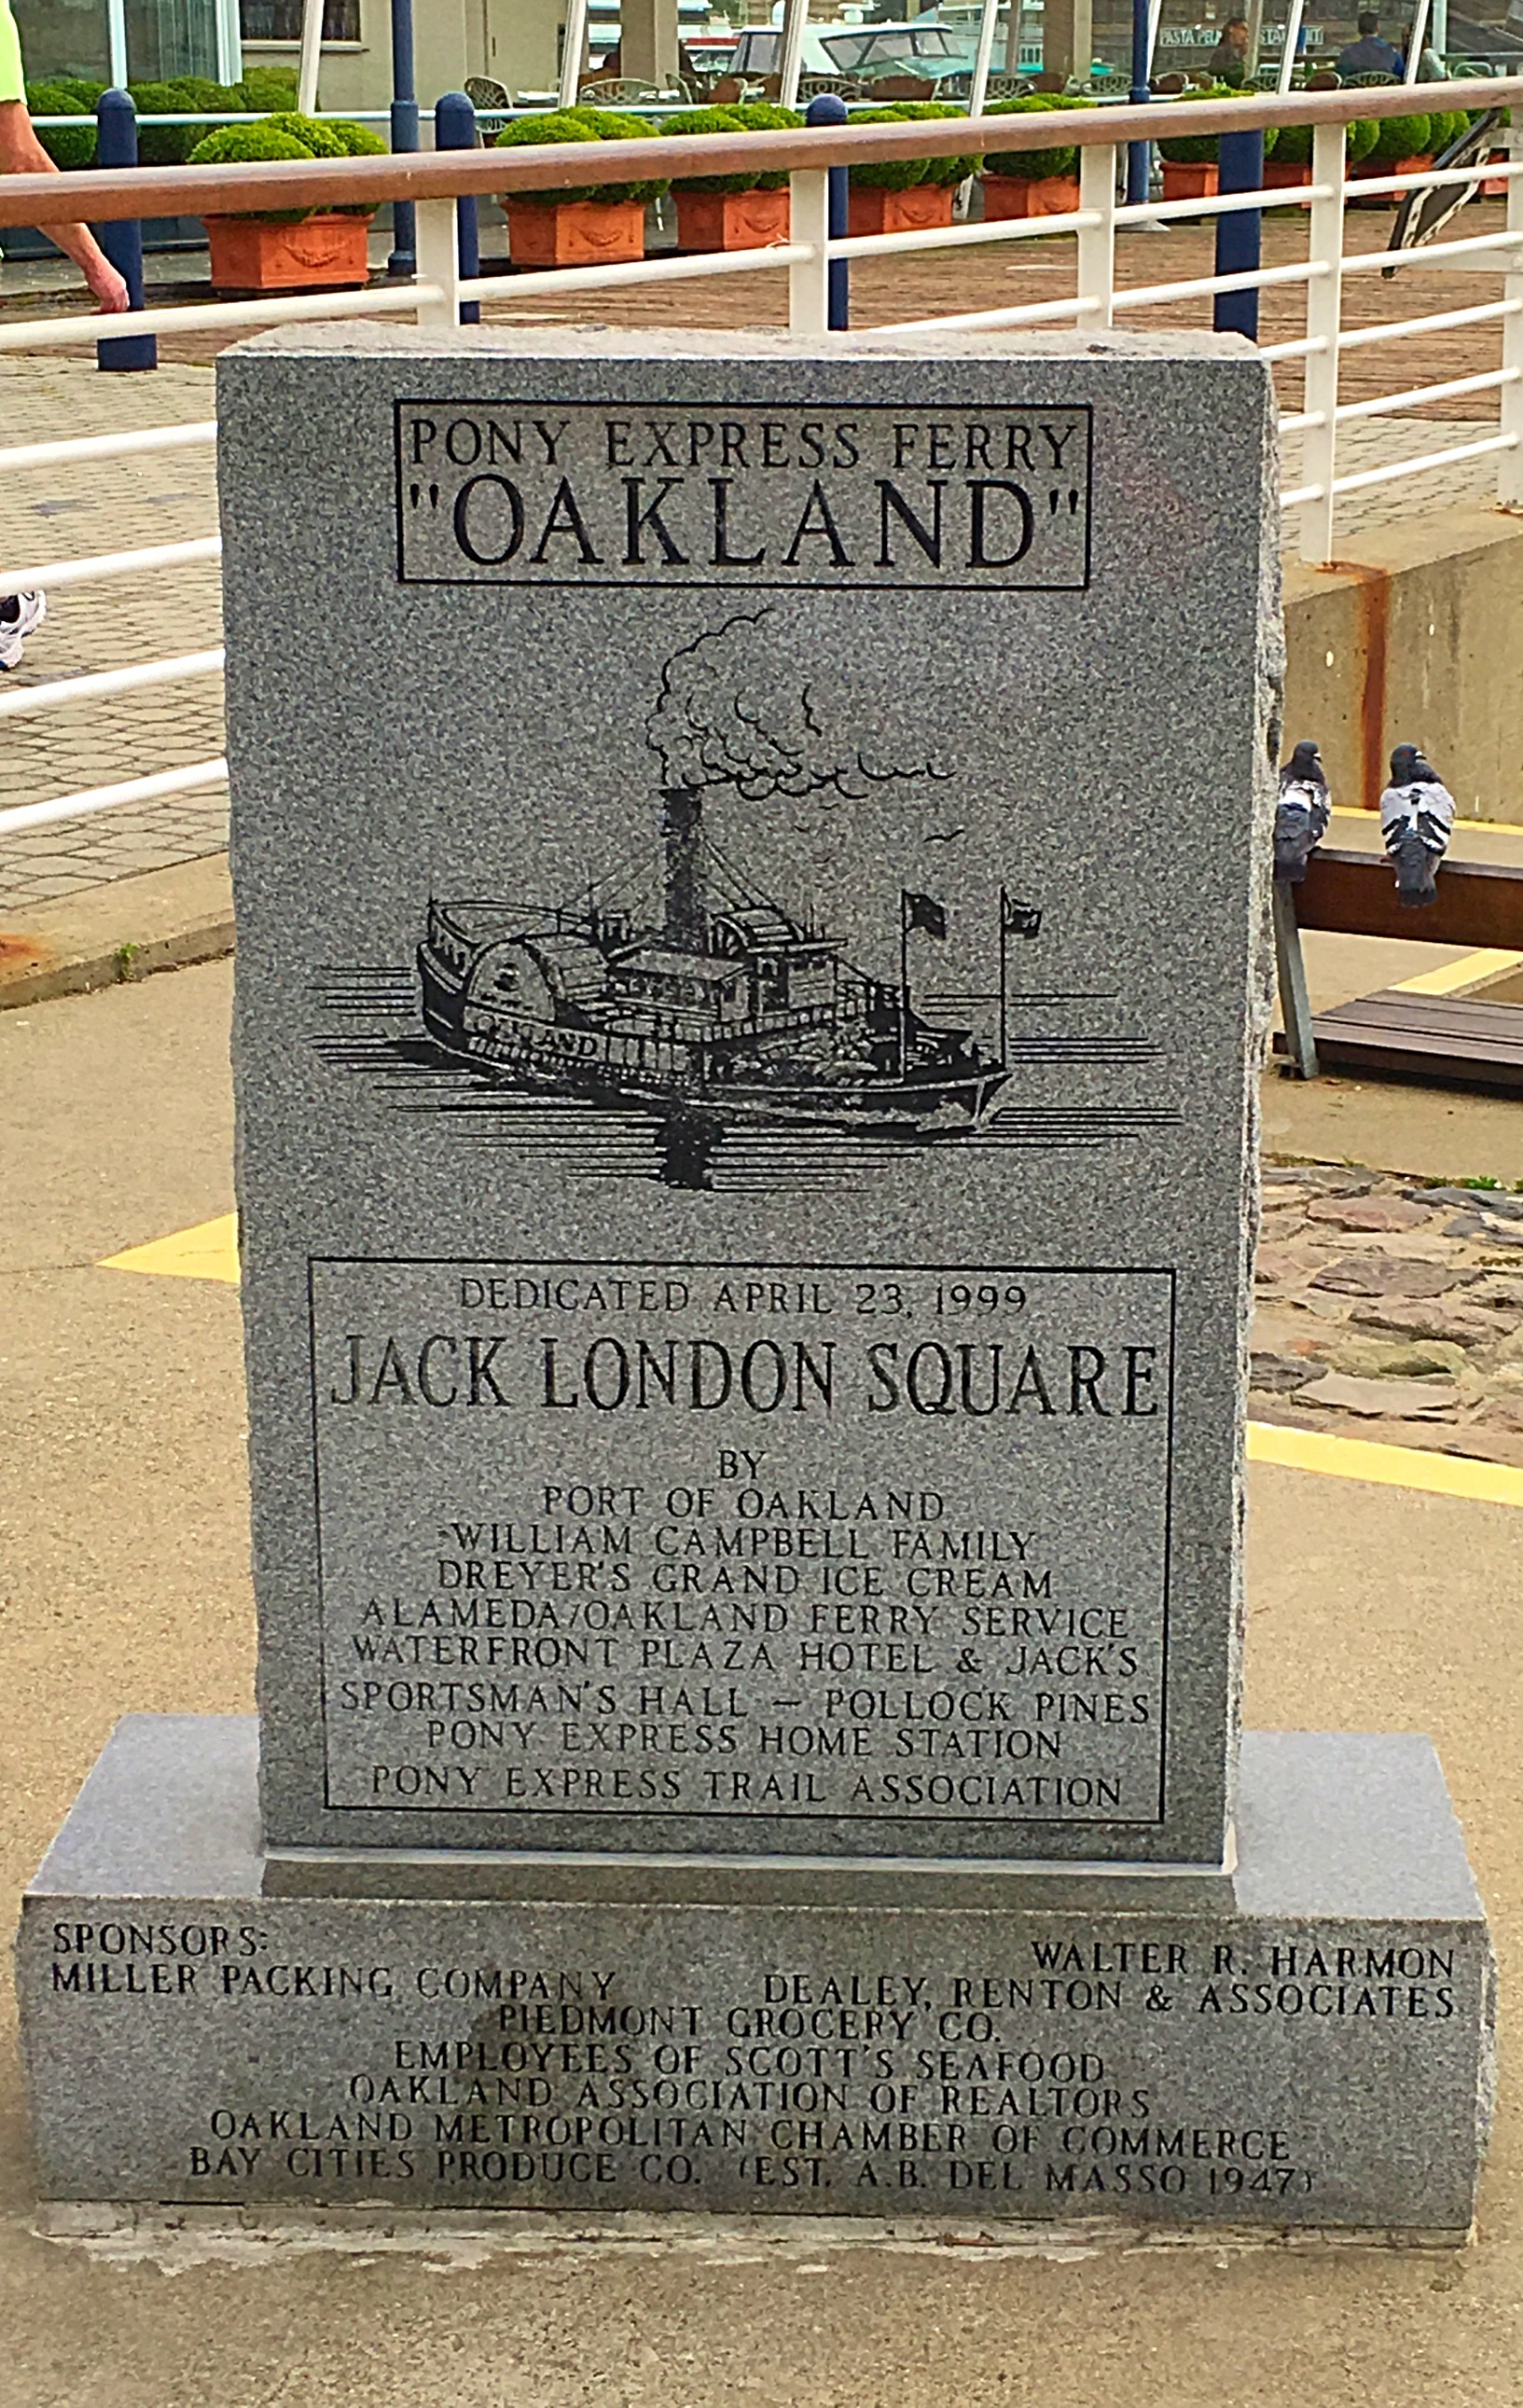 PASTA PELICAN
PONY EXPRESS FERRY
"OAKLAND"
OAKLAND
DEDICATED APRIL 23, 1999
JACK LONDON SQUARE
BY
PORT OF OAKLAND
WILLIAM CAMPBELL FAMILY
DREYER'S GRAND ICE CREAM
ALAMEDA/OAKLAND FERRY SERVICE
WATERFRONT PLAZA HOTEL & JACK'S
SPORTSMAN'S HALL – POLLOCK PINES
PONY EXPRESS HOME STATION
PONY EXPRESS TRAIL ASSOCIATION
SPONSORS:
WALTER R. HARMON
MILLER PACKING COMPANY DEALEY, RENTON & ASSOCIATES
PIEDMONT GROCERY CO.
EMPLOYEES OF SCOTT'S SEAFOOD
OAKLAND ASSOCIATION OF REALTORS
OAKLAND METROPOLITAN CHAMBER OF COMMERCE
BAY CITIES PRODUCE CO. (EST. A.B. DEL MASSO 1947)